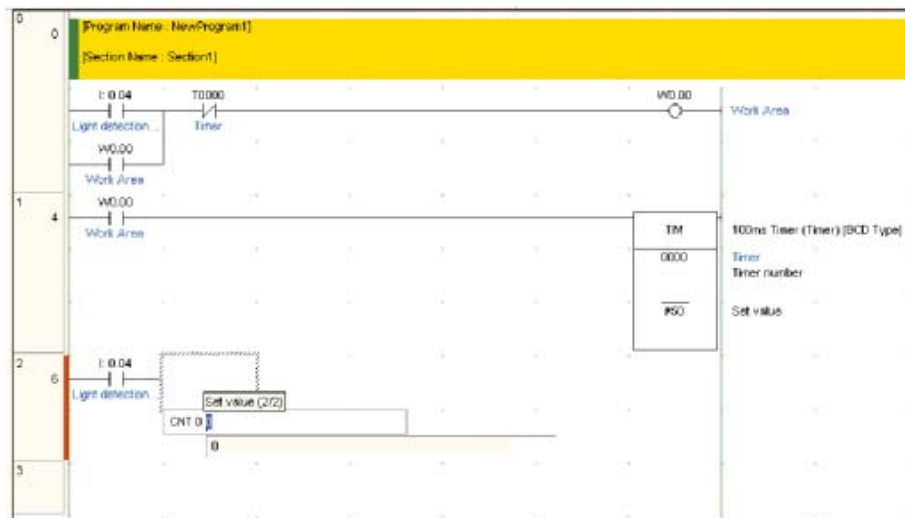 0
0
[Program Name : NewProgram1]
[Section Name : Section1]
I: 0.04
T0000
W0.00
Work Area
Light detection...
Timer
W0.00
Work Area
1
4
W0.00
Work Area
TIM
100ms Timer (Timer) [BCD Type]
0000
Timer
Timer number
#50
Set value
2
6
I: 0.04
Light detection...
Set value (2/2)
CNT 0 0
0
3